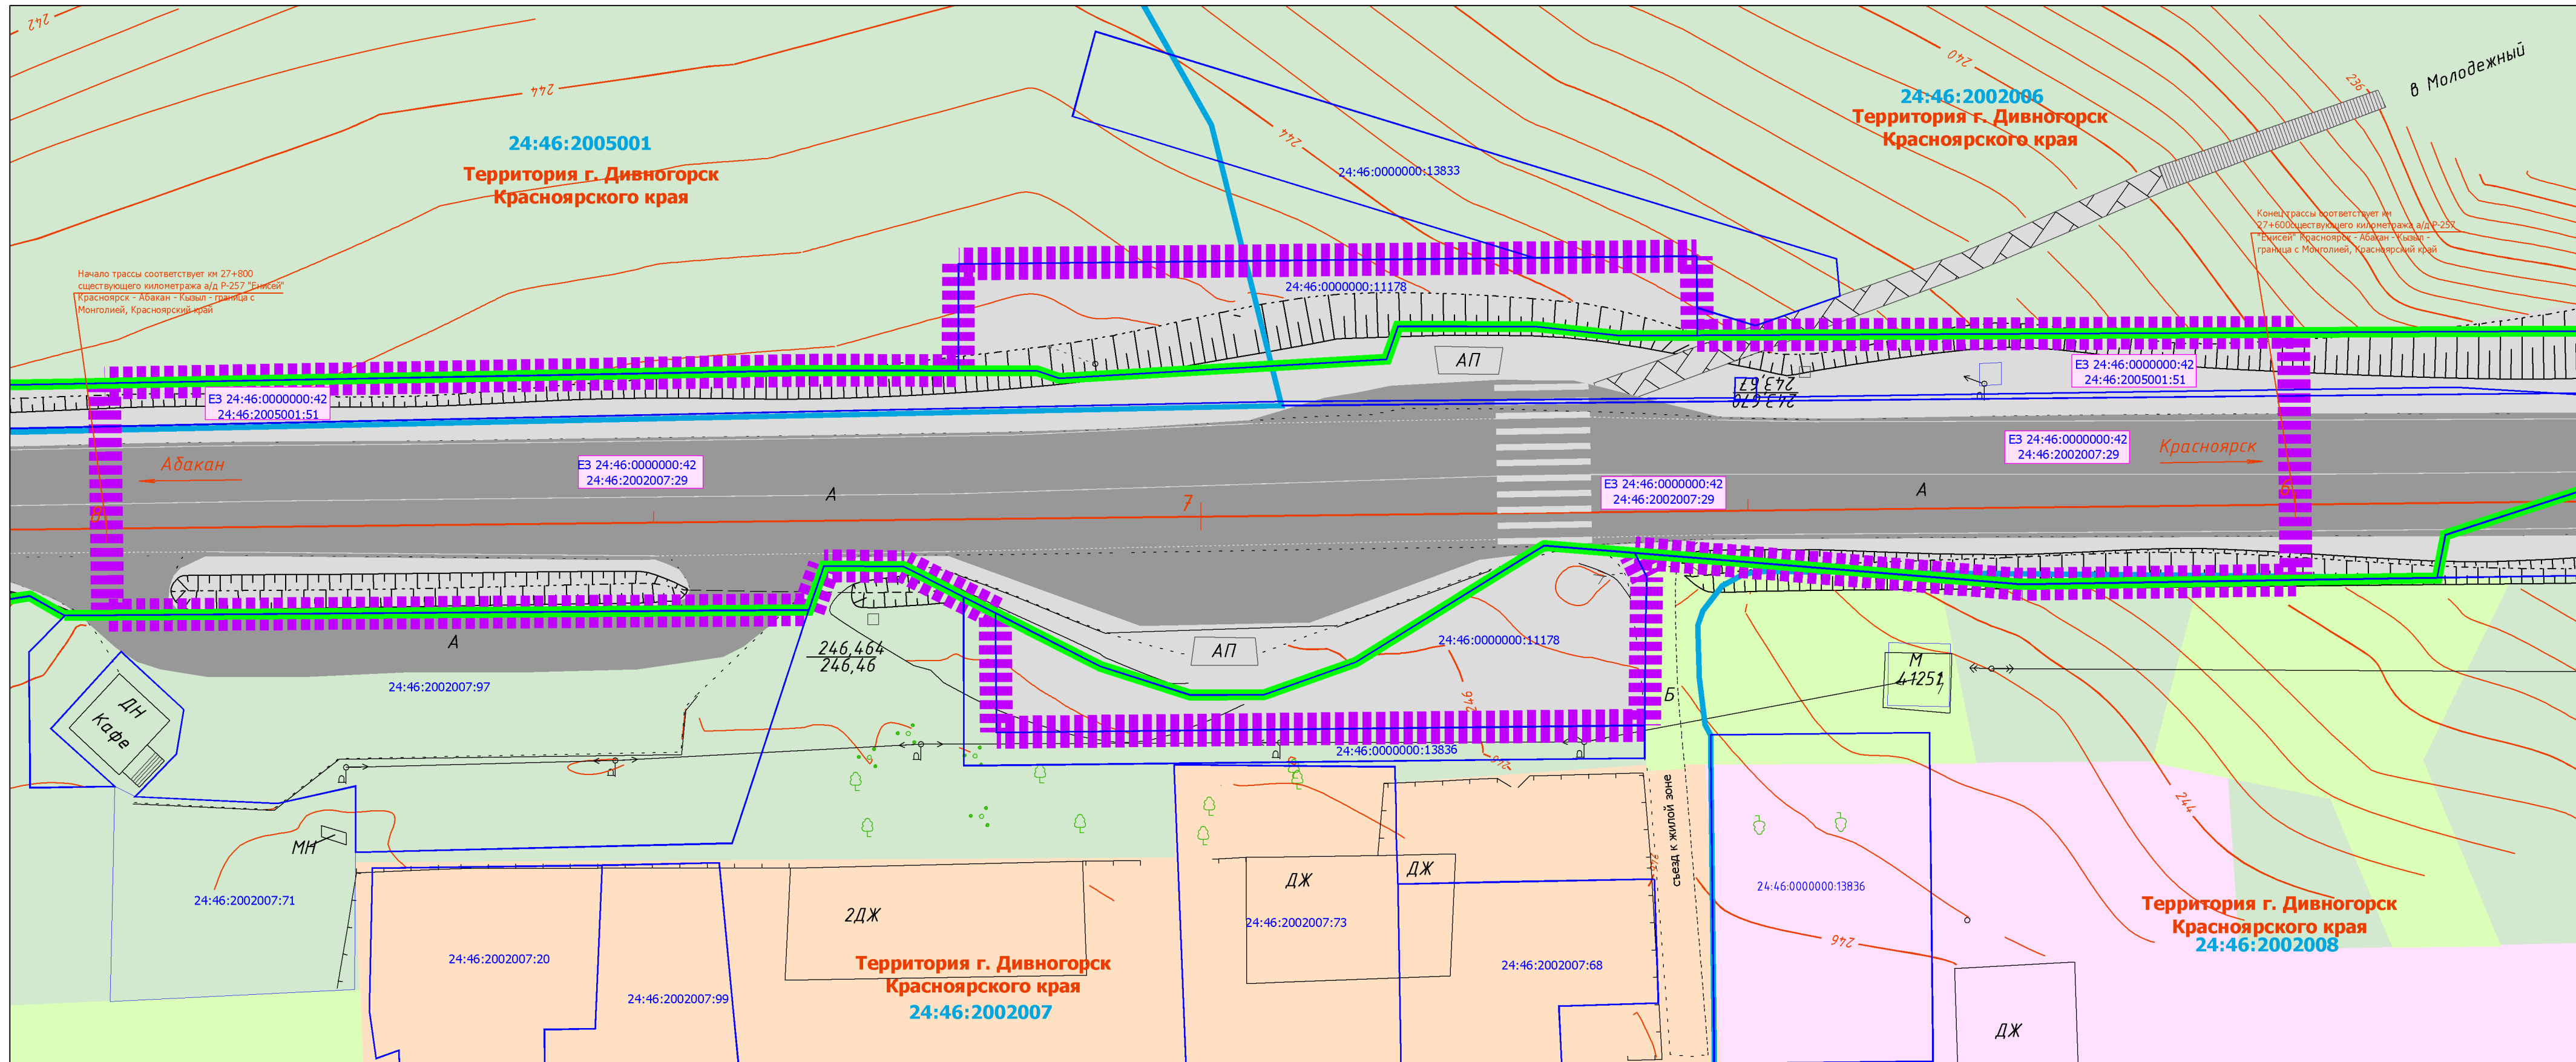 242
244
24:46:2005001
Территория г. Дивногорск
Красноярского края
24:46:0000000:13833
244
240
24:46:2002006
Территория г. Дивногорск
Красноярского края
236
в Молодежный
Начало трассы соответствует км 27+800
сществующего километража а/д Р-257 "Енисей"
Красноярск - Абакан - Кызыл - граница с
Монголией, Красноярский край
Конец трассы соответствует км
27+600сществующего километража а/д Р-257
"Енисей" Красноярск - Абакан - Кызыл -
граница с Монголией, Красноярский край
24:46:0000000:11178
АП
ЕЗ 24:46:0000000:42
24:46:2005001:51
243,67
243,670
ЕЗ 24:46:0000000:42
24:46:2005001:51
Абакан
ЕЗ 24:46:0000000:42
24:46:2002007:29
А
7
ЕЗ 24:46:0000000:42
24:46:2002007:29
А
ЕЗ 24:46:0000000:42
24:46:2002007:29
Красноярск
6
8
А
246,464
246,46
АП
24:46:0000000:11178
246
Б
М
41251
24:46:2002007:97
ДН
Кафе
24:46:0000000:13836
МН
24:46:2002007:71
2ДЖ
ДЖ
ДЖ
съезд к жилой зоне
24:46:0000000:13836
244
246
24:46:2002007:73
24:46:2002007:20
24:46:2002007:99
24:46:2002007:68
Территория г. Дивногорск
Красноярского края
24:46:2002007
Территория г. Дивногорск
Красноярского края
24:46:2002008
ДЖ